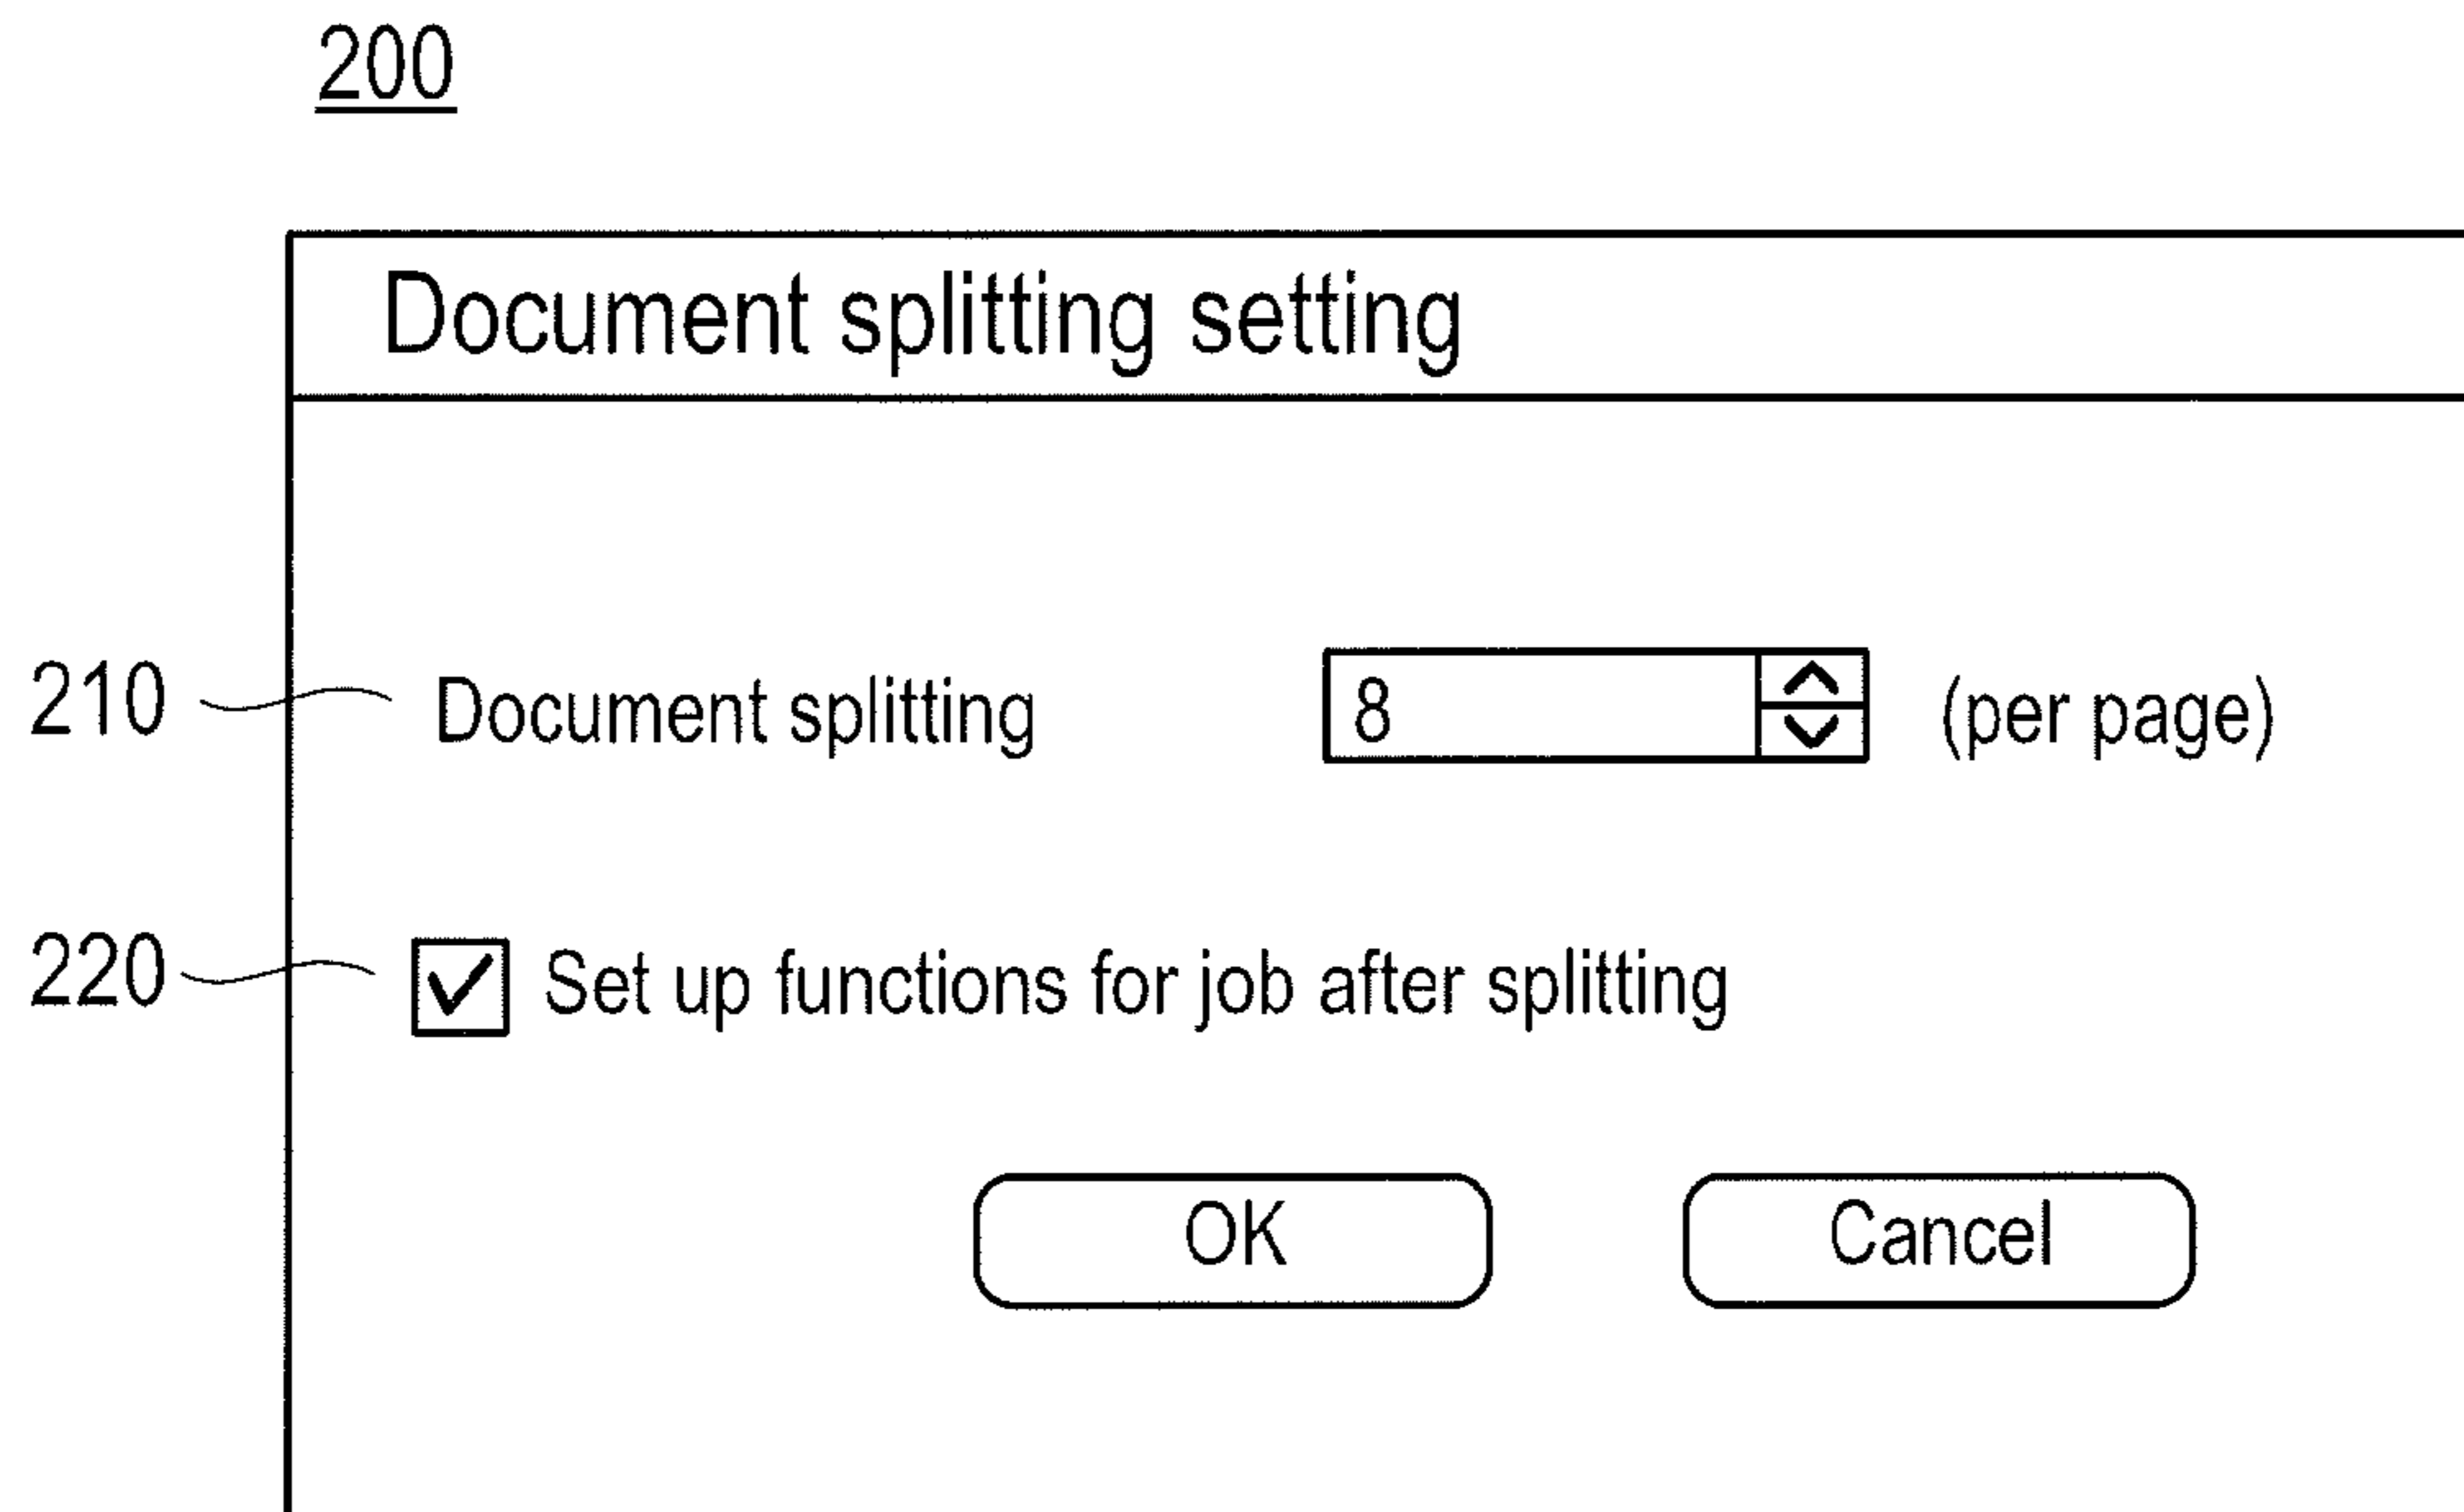 200
Document splitting setting
210 Document splitting 8 (per page)
220 Set up functions for job after splitting
OK Cancel